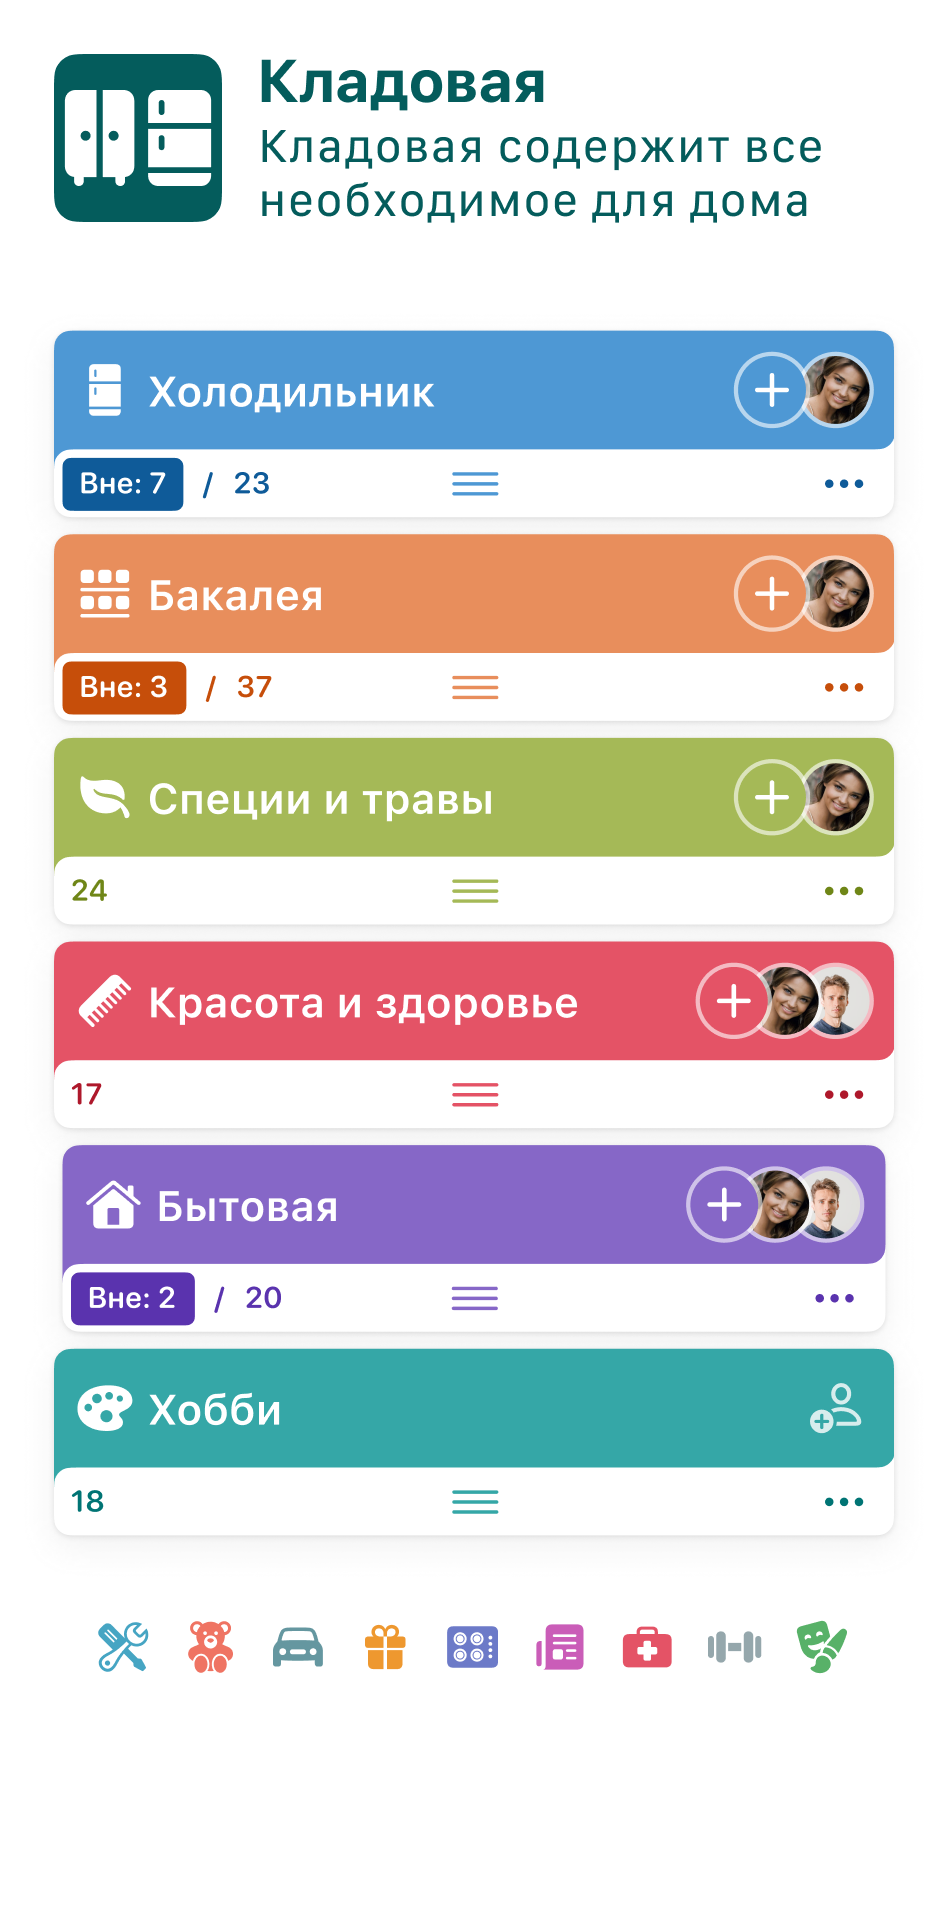 Кладовая
Кладовая содержит все
необходимое для дома
Холодильник
Вне: 7 / 23
Бакалея
Вне: 3 / 37
Специи и травы
24
Красота и здоровье
17
Бытовая
Вне: 2 / 20
Хобби
18